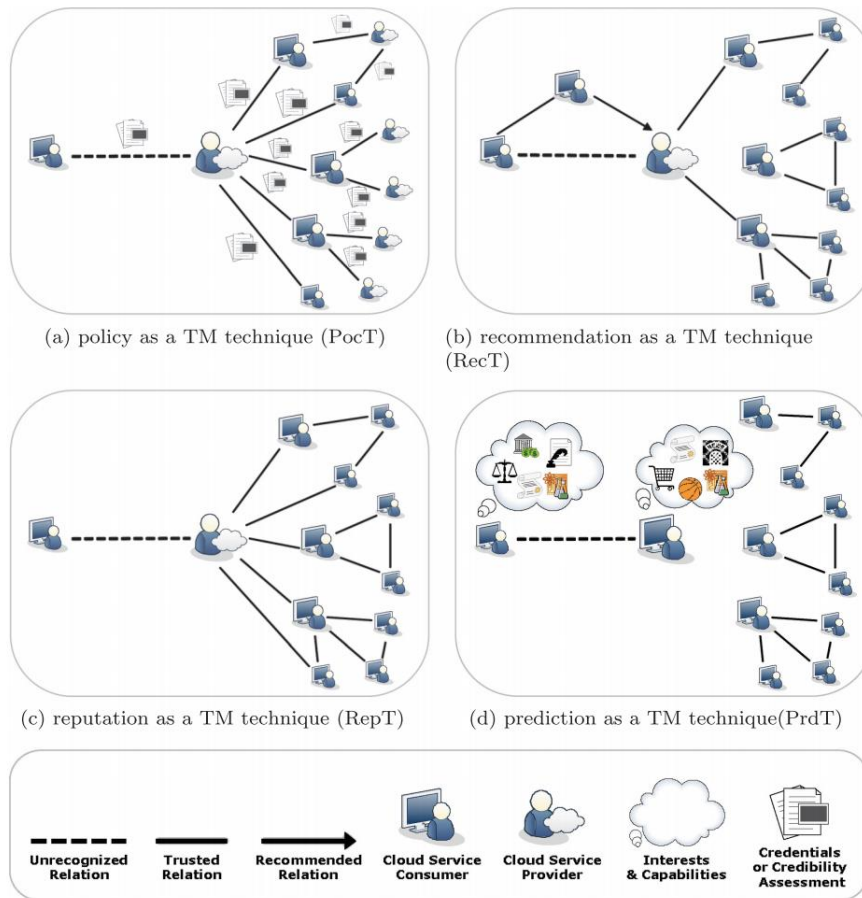 (a) policy as a TM technique (PocT)
(b) recommendation as a TM technique
(RecT)
(c) reputation as a TM technique (RepT)
(d) prediction as a TM technique(PrdT)
Unrecognized
Relation
Trusted
Relation
Recommended
Relation
Cloud Service
Consumer
Cloud Service
Provider
Interests
& Capabilities
Credentials
or Credibility
Assessment